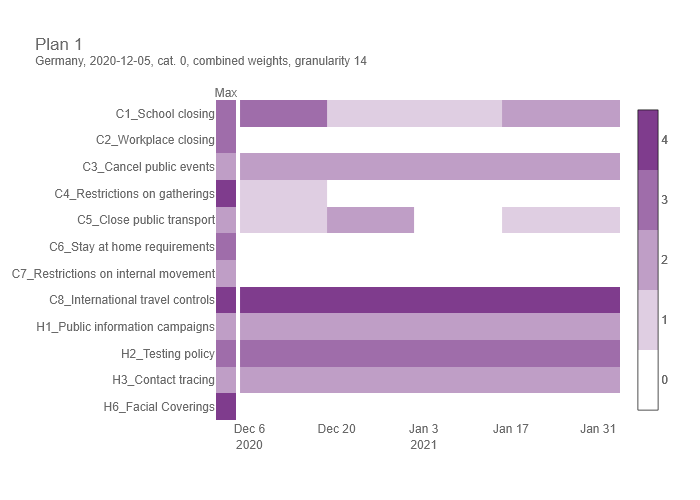 Plan 1
Germany, 2020-12-05, cat. 0, combined weights, granularity 14
Max
C1_School closing
C2_Workplace closing
C3_Cancel public events
C4_Restrictions on gatherings
C5_Close public transport
C6_Stay at home requirements
C7_Restrictions on internal movement
C8_International travel controls
H1_Public information campaigns
H2_Testing policy
H3_Contact tracing
H6_Facial Coverings
Dec 6 Dec 20 Jan 3 Jan 17 Jan 31
2020 2021
4
3
2
1
0